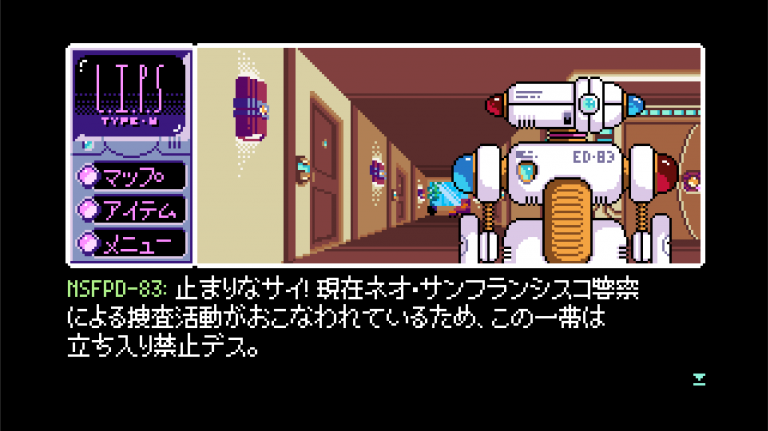 L.I.P.S
TYPE-W
マップ
アイテム
メニュー
ED-83
NSFPD-83: 止まりなサイ! 現在ネオ・サンフランシスコ警察
による捜査活動がおこなわれているため、この一帯は
立ち入り禁止デス。